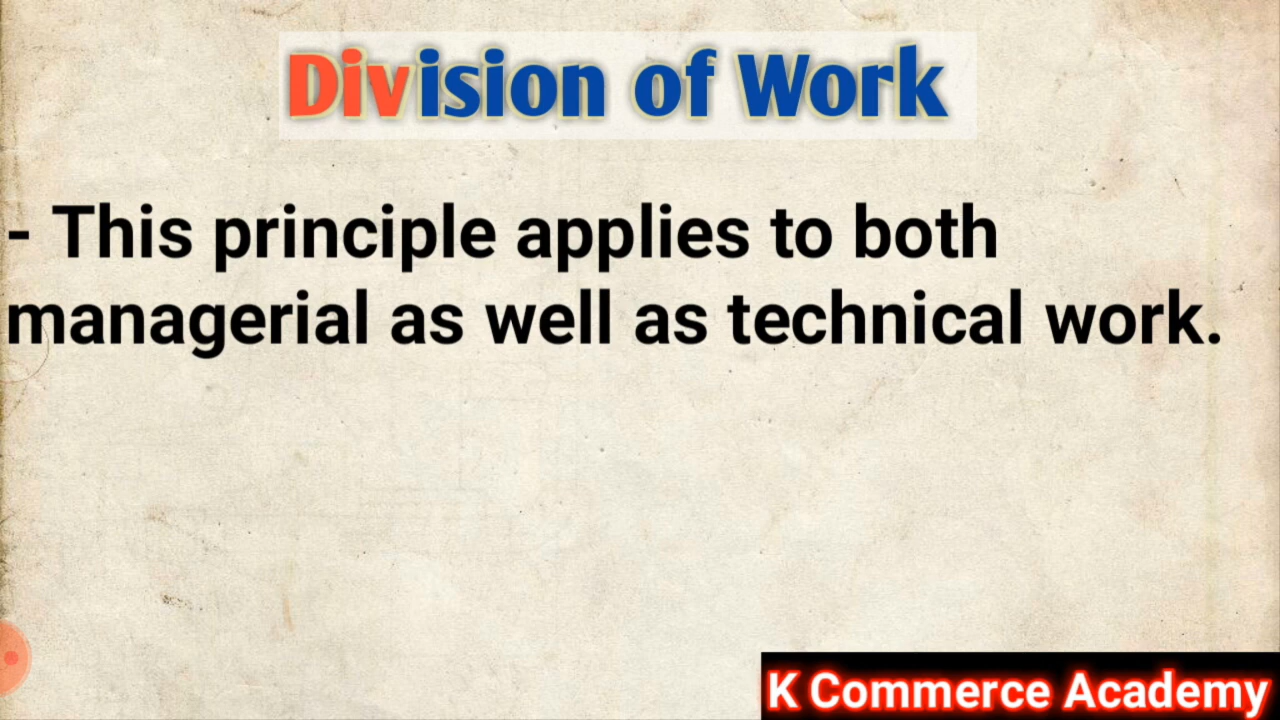 Division of Work
- This principle applies to both
managerial as well as technical work.
K Commerce Academy